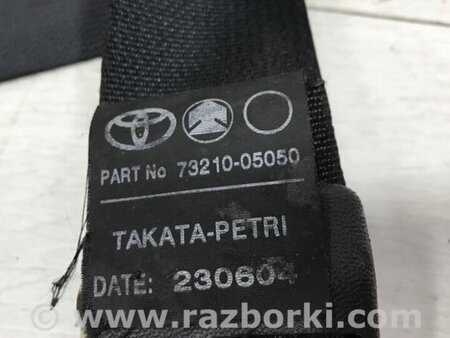 PART No 73210-05050
TAKATA-PETRI
DATE: 230604
www.razborki.com